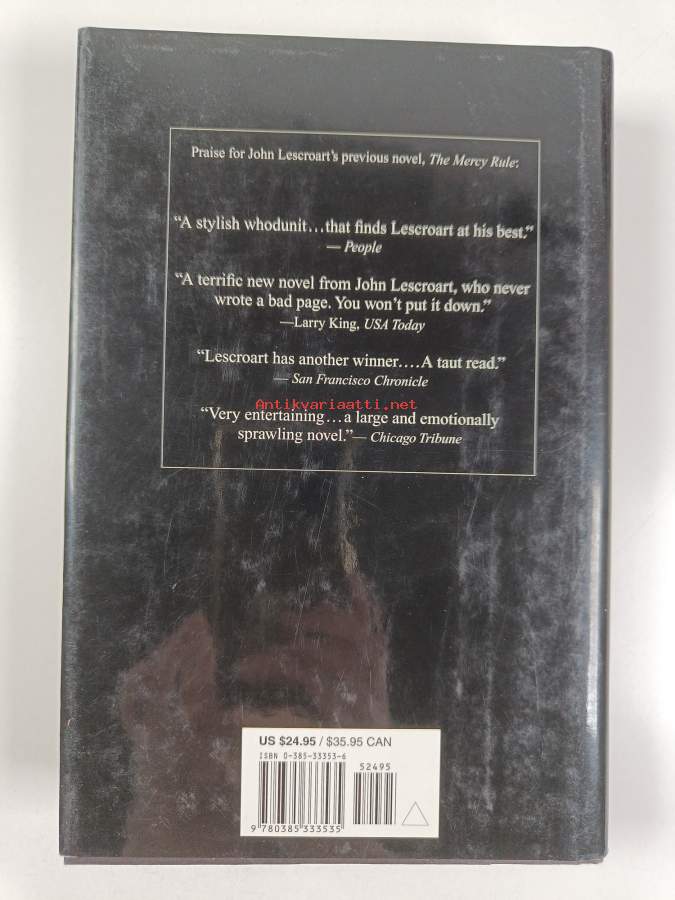 Praise for John Lescroart's previous novel, The Mercy Rule:
“A stylish whodunit...that finds Lescroart at his best.”
— People
“A terrific new novel from John Lescroart, who never
wrote a bad page. You won't put it down.”
—Larry King, USA Today
“Lescroart has another winner....A taut read.”
— San Francisco Chronicle
Antikvariaatti.net
“Very entertaining...a large and emotionally
sprawling novel.”— Chicago Tribune
US $24.95 / $35.95 CAN
ISBN 0-385-33353-6
52495
9 780385 333535